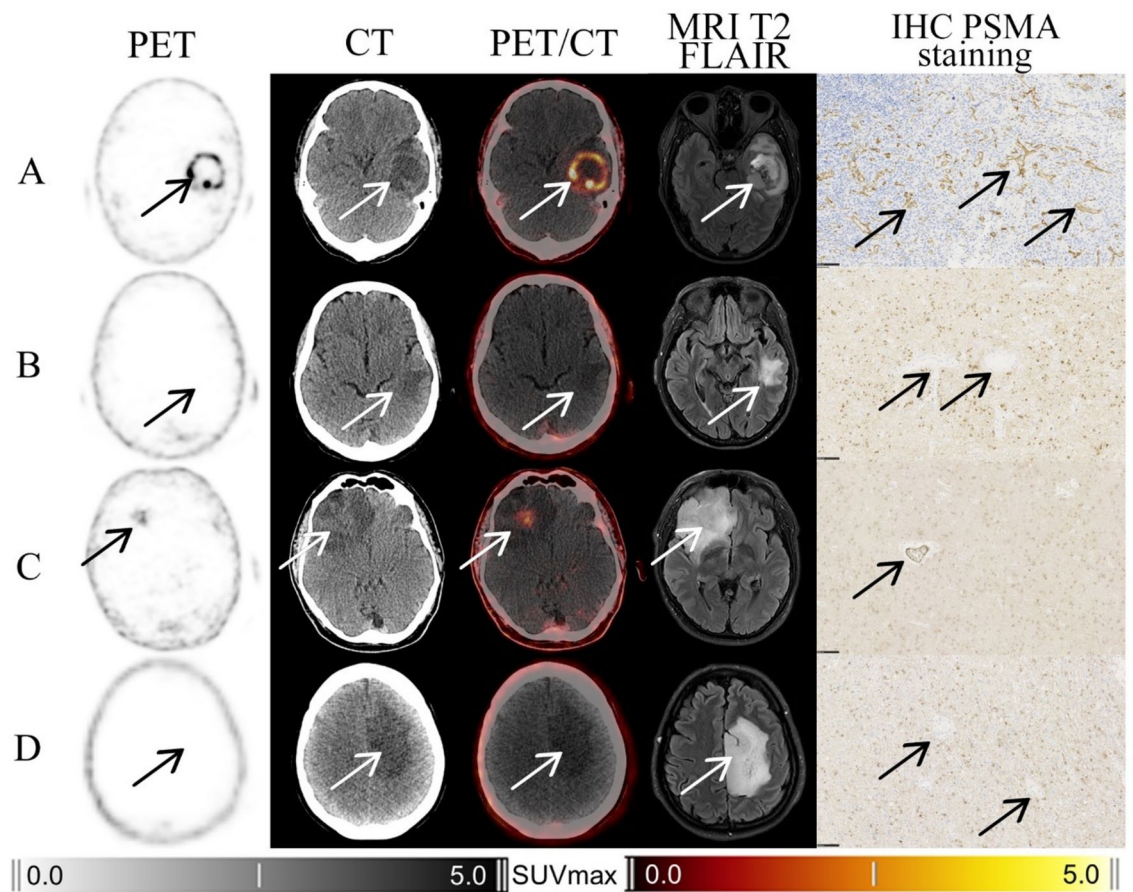 PET CT PET/CT MRI T2 FLAIR IHC PSMA staining
A
B
C
D
0.0 5.0 SUVmax 0.0 5.0